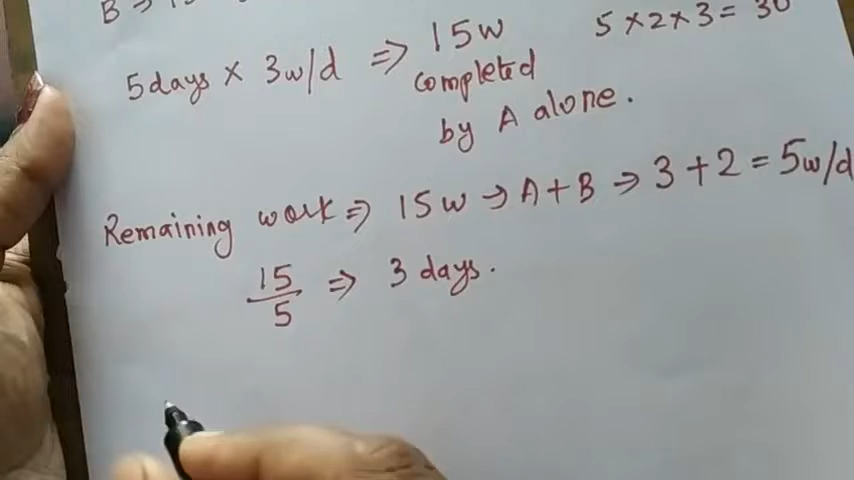 B ⇒ 15
5 × 2 × 3 = 30
5days × 3w/d ⇒ 15w
completed
by A alone.
Remaining work ⇒ 15w → A + B ⇒ 3 + 2 = 5w/d
15/5 ⇒ 3 days.